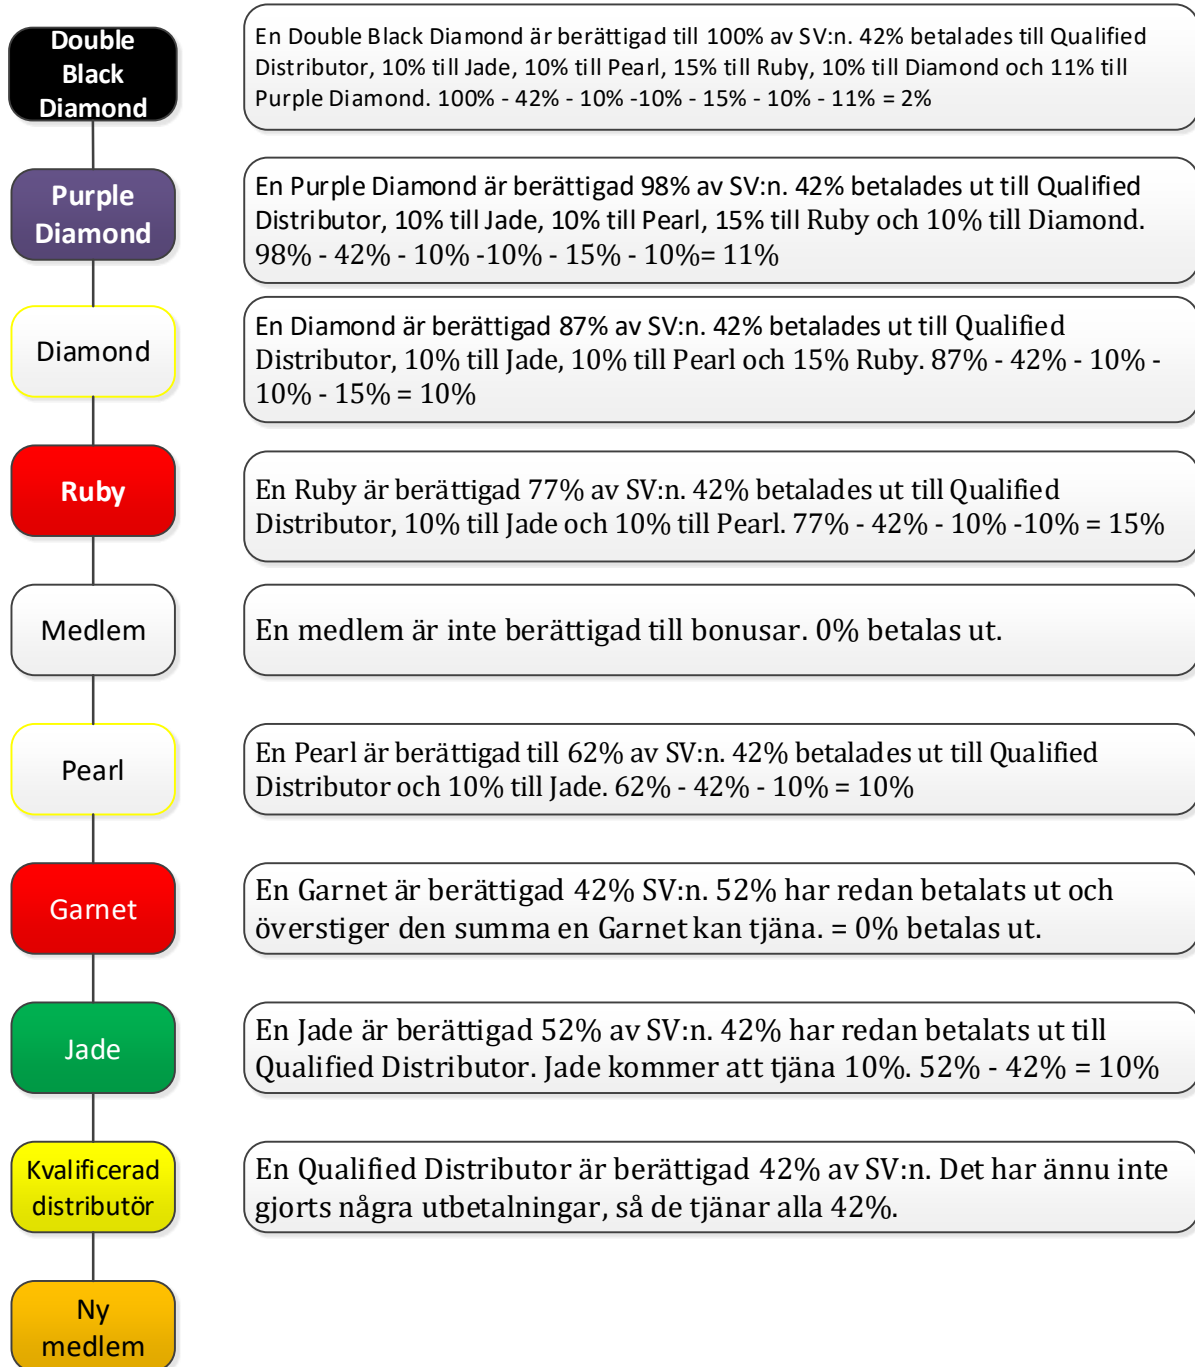 Double
Black
Diamond
En Double Black Diamond är berättigad till 100% av SV:n. 42% betalades till Qualified
Distributor, 10% till Jade, 10% till Pearl, 15% till Ruby, 10% till Diamond och 11% till
Purple Diamond. 100% - 42% - 10% -10% - 15% - 10% - 11% = 2%
Purple
Diamond
En Purple Diamond är berättigad 98% av SV:n. 42% betalades ut till Qualified
Distributor, 10% till Jade, 10% till Pearl, 15% till Ruby och 10% till Diamond.
98% - 42% - 10% -10% - 15% - 10%= 11%
Diamond
En Diamond är berättigad 87% av SV:n. 42% betalades ut till Qualified
Distributor, 10% till Jade, 10% till Pearl och 15% Ruby. 87% - 42% - 10% -
10% - 15% = 10%
Ruby
En Ruby är berättigad 77% av SV:n. 42% betalades ut till Qualified
Distributor, 10% till Jade och 10% till Pearl. 77% - 42% - 10% -10% = 15%
Medlem
En medlem är inte berättigad till bonusar. 0% betalas ut.
Pearl
En Pearl är berättigad till 62% av SV:n. 42% betalades ut till Qualified
Distributor och 10% till Jade. 62% - 42% - 10% = 10%
Garnet
En Garnet är berättigad 42% SV:n. 52% har redan betalats ut och
överstiger den summa en Garnet kan tjäna. = 0% betalas ut.
Jade
En Jade är berättigad 52% av SV:n. 42% har redan betalats ut till
Qualified Distributor. Jade kommer att tjäna 10%. 52% - 42% = 10%
Kvalificerad
distributör
En Qualified Distributor är berättigad 42% av SV:n. Det har ännu inte
gjorts några utbetalningar, så de tjänar alla 42%.
Ny
medlem